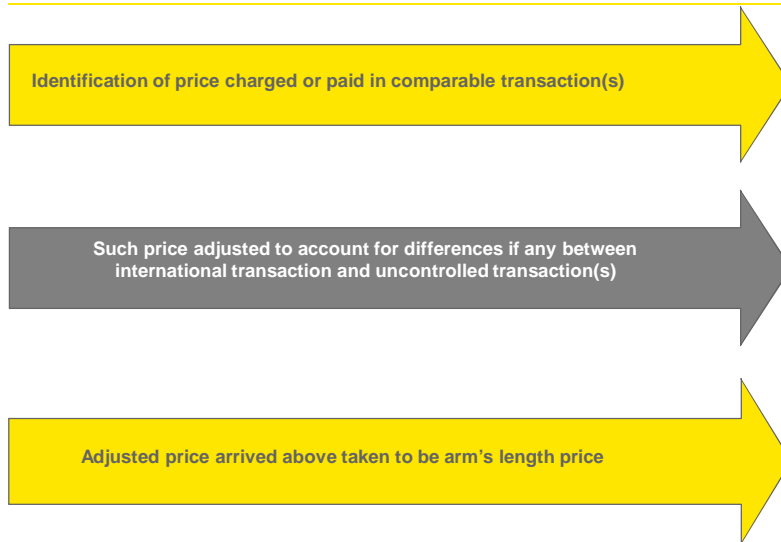 Identification of price charged or paid in comparable transaction(s)
Such price adjusted to account for differences if any between
international transaction and uncontrolled transaction(s)
Adjusted price arrived above taken to be arm’s length price